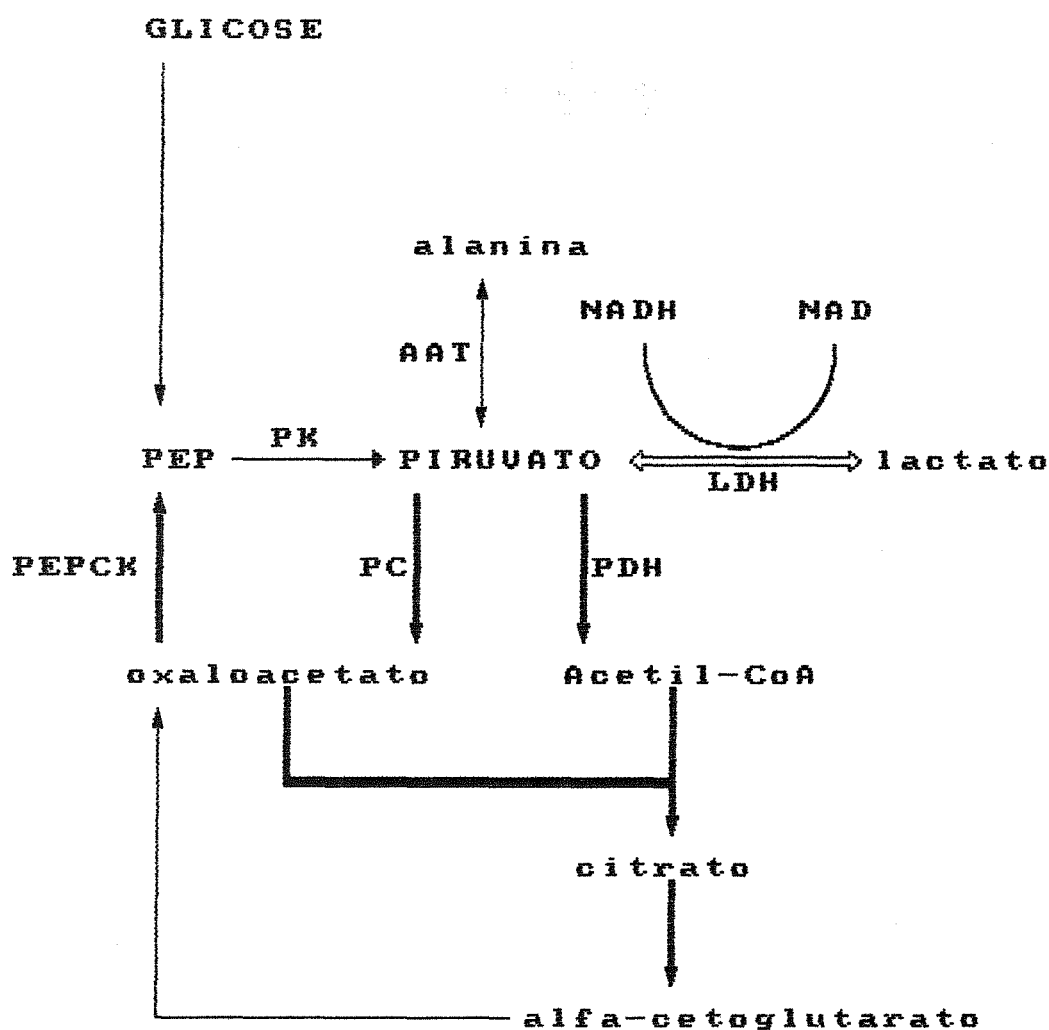 GLICOSE
alanina
NADH NAD
AAT
PK
PEP PIRUVATO lactato
LDH
PEPCK PC PDH
oxaloacetato Acetil-CoA
citrato
alfa-cetoglutarato